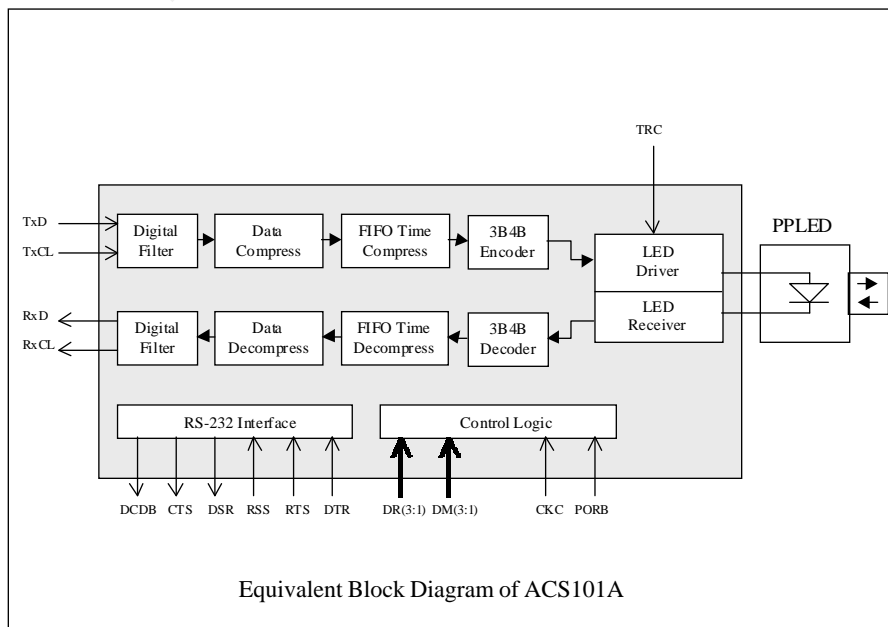 TRC
TxD
TxCL
Digital
Filter
Data
Compress
FIFO Time
Compress
3B4B
Encoder
LED
Driver
PPLED
RxD
RxCL
Digital
Filter
Data
Decompress
FIFO Time
Decompress
3B4B
Decoder
LED
Receiver
RS-232 Interface
Control Logic
DCDB
CTS
DSR
RSS
RTS
DTR
DR(3:1)
DM(3:1)
CKC
PORB
Equivalent Block Diagram of ACS101A